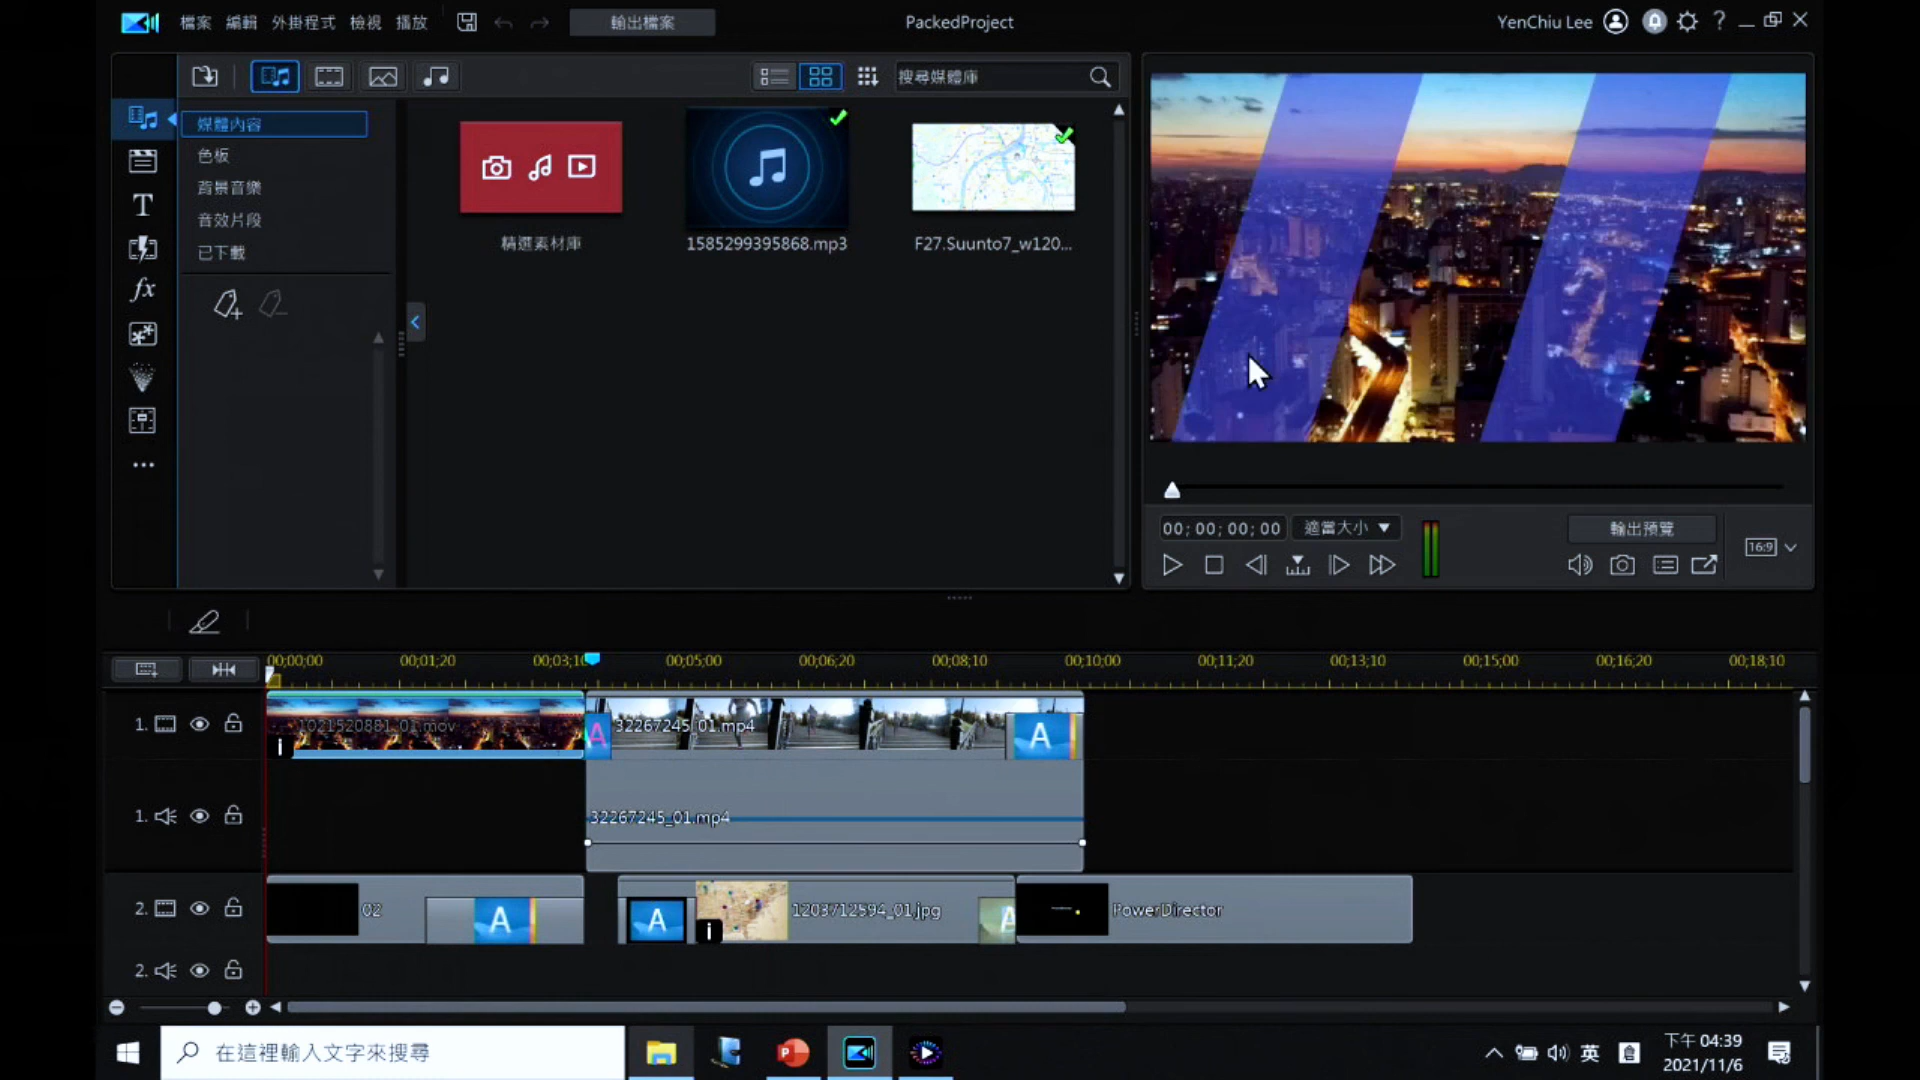 檔案 編輯 外掛程式 檢視 播放 輸出檔案 PackedProject YenChiu Lee ?
搜尋媒體庫
媒體內容
色板
背景音樂
音效片段
已下載
精選素材庫 1585299395868.mp3 F27.Suunto7_w120...
T
fx
00;00;00;00 適當大小 輸出預覽
16:9
00;00;00 00;01;20 00;03;10 00;05;00 00;06;20 00;08;10 00;10;00 00;11;20 00;13;10 00;15;00 00;16;20 00;18;10
1. 1021520881_01.mov A 32267245_01.mp4 A
i
1. 32267245_01.mp4
2. 02 A A i 1203712594_01.jpg A PowerDirector
2.
在這裡輸入文字來搜尋 P 英 下午 04:39
2021/11/6